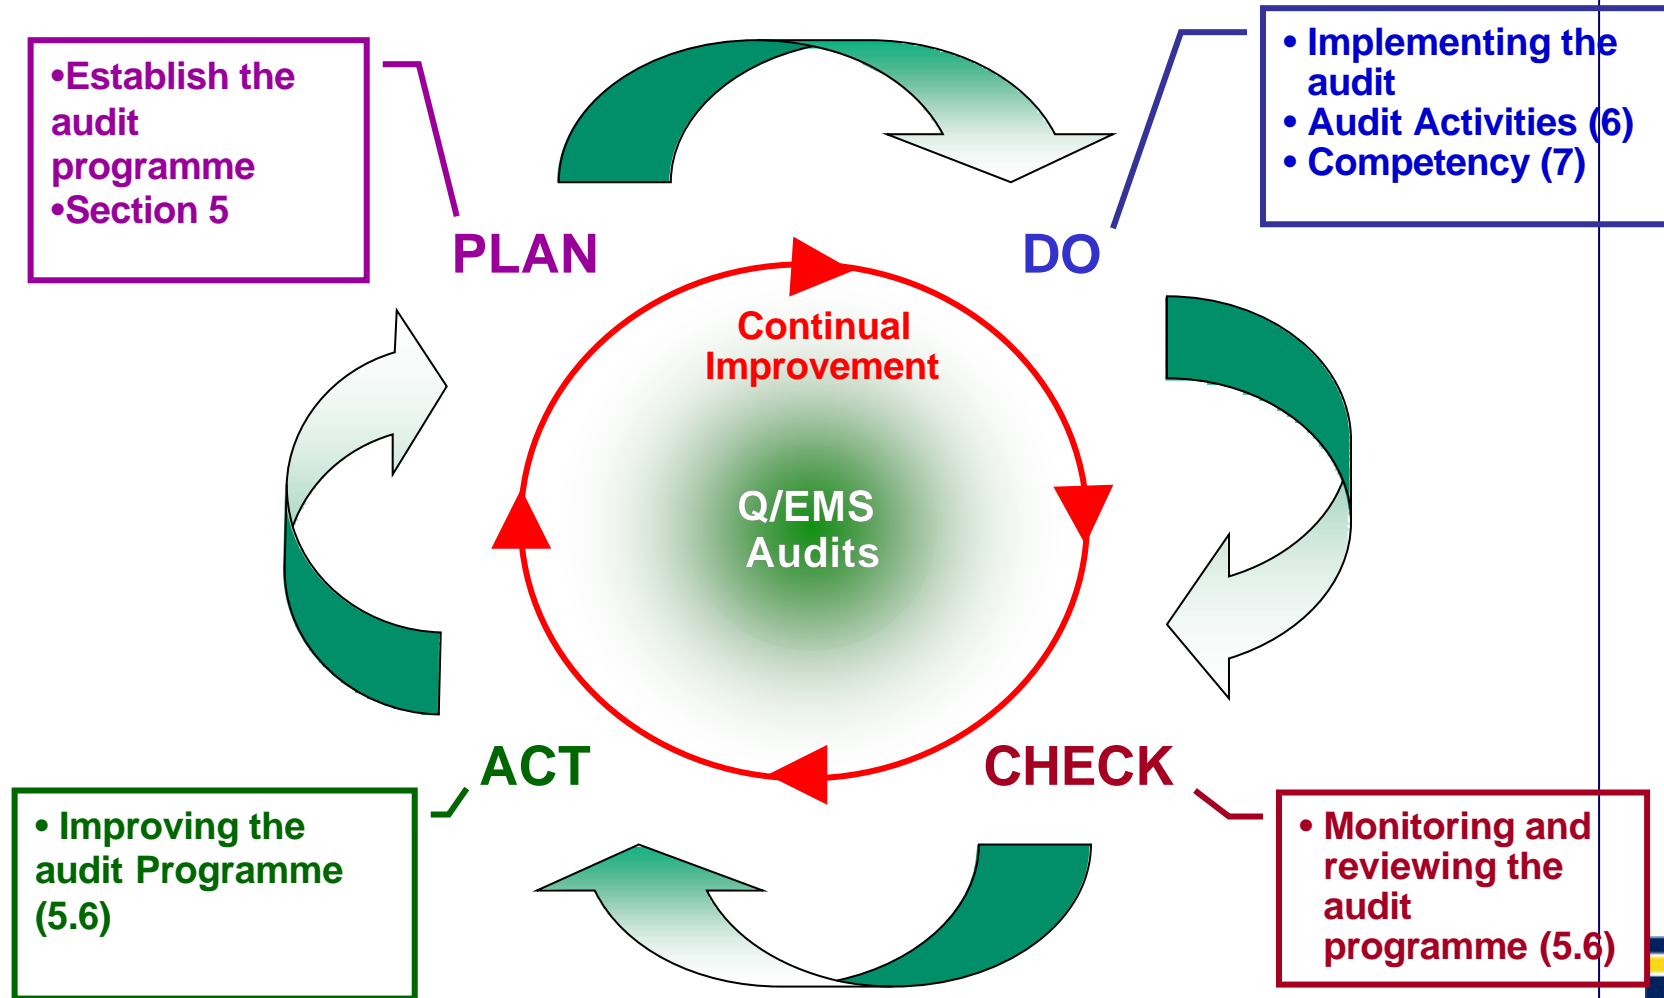 •Establish the
audit
programme
•Section 5
• Implementing the
audit
• Audit Activities (6)
• Competency (7)
PLAN
DO
Continual
Improvement
Q/EMS
Audits
ACT
CHECK
• Improving the
audit Programme
(5.6)
• Monitoring and
reviewing the
audit
programme (5.6)